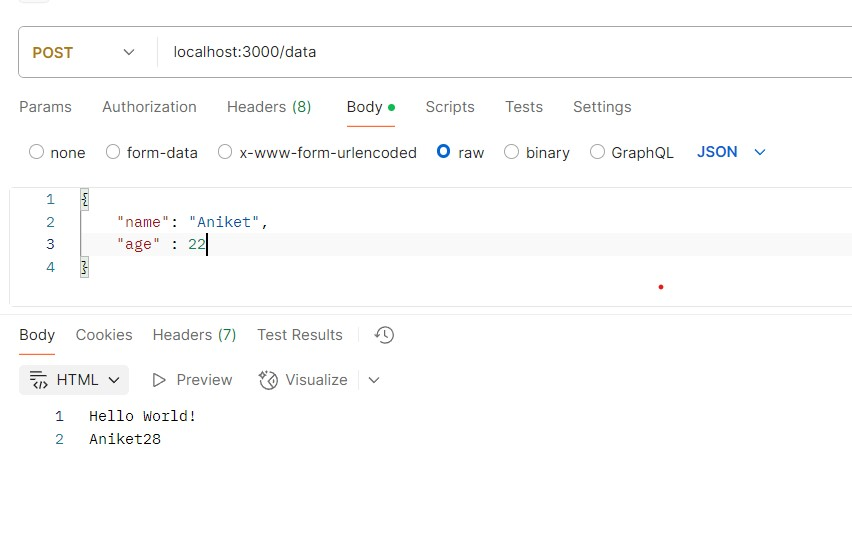 POST localhost:3000/data
Params Authorization Headers (8) Body Scripts Tests Settings
none form-data x-www-form-urlencoded raw binary GraphQL JSON
1 {
2 "name": "Aniket",
3 "age" : 22
4 }
Body Cookies Headers (7) Test Results
HTML Preview Visualize
1 Hello World!
2 Aniket28